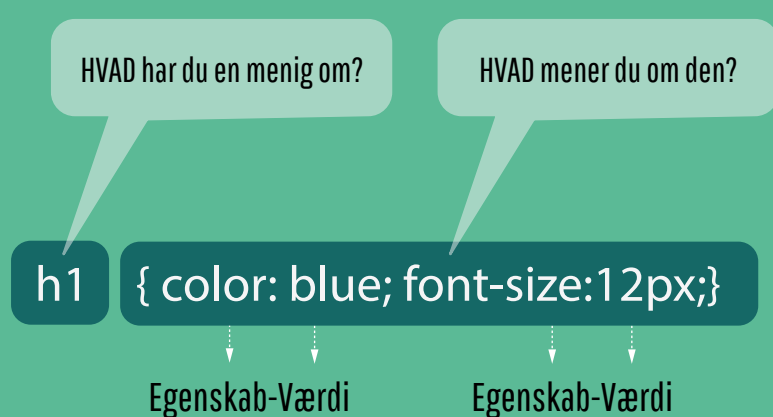 HVAD har du en menig om?
HVAD mener du om den?
h1 { color: blue; font-size:12px;}
Egenskab-Værdi Egenskab-Værdi